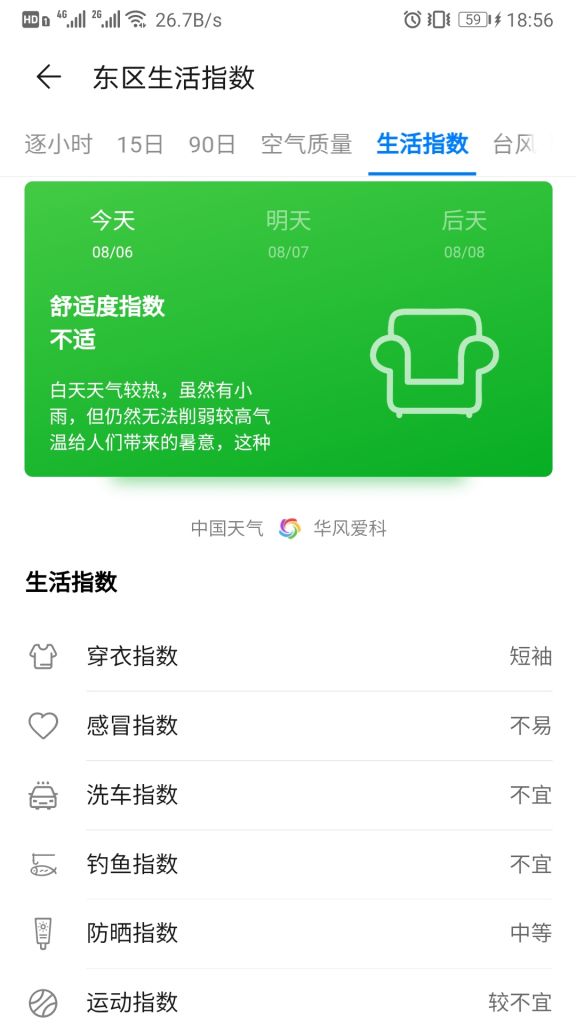 HD n 4G 2G 26.7B/s 59 18:56
东区生活指数
逐小时 15日 90日 空气质量 生活指数 台风
今天 明天 后天
08/06 08/07 08/08
舒适度指数
不适
白天天气较热，虽然有小
雨，但仍然无法削弱较高气
温给人们带来的暑意，这种
中国天气 华风爱科
生活指数
穿衣指数 短袖
感冒指数 不易
洗车指数 不宜
钓鱼指数 不宜
防晒指数 中等
运动指数 较不宜